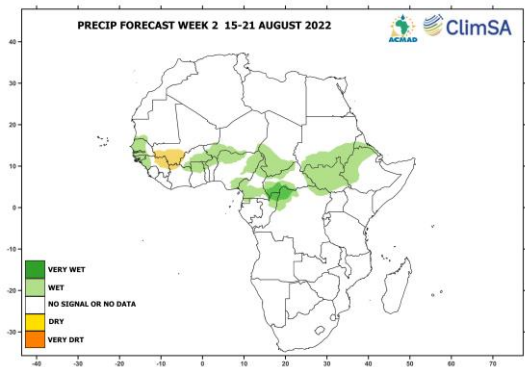 PRECIP FORECAST WEEK 2 15-21 AUGUST 2022
ACMAD
ClimSA
40
30
20
10
0
-10
-20
-30
VERY WET
WET
NO SIGNAL OR NO DATA
DRY
VERY DRT
-40 -30 -20 -10 0 10 20 30 40 50 60 70